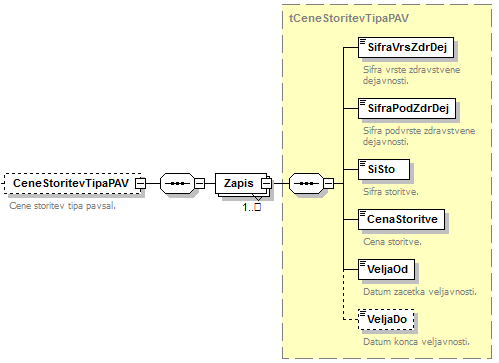 tCeneStoritevTipaPAV
SifraVrsZdrDej
Sifra vrste zdravstvene
dejavnosti.
SifraPodZdrDej
Sifra podvrste zdravstvene
dejavnosti.
CeneStoritevTipaPAV
Cene storitev tipa pavsal.
Zapis
1..
SiSto
Sifra storitve.
CenaStoritve
Cena storitve.
VeljaOd
Datum zacetka veljavnosti.
VeljaDo
Datum konca veljavnosti.